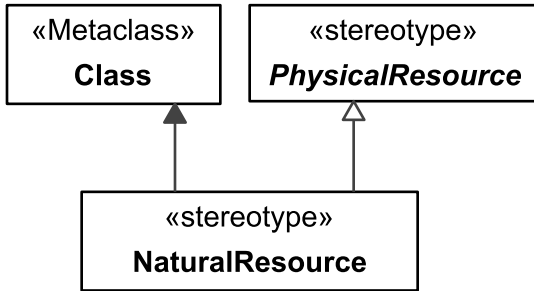 «Metaclass»
Class
«stereotype»
PhysicalResource
«stereotype»
NaturalResource